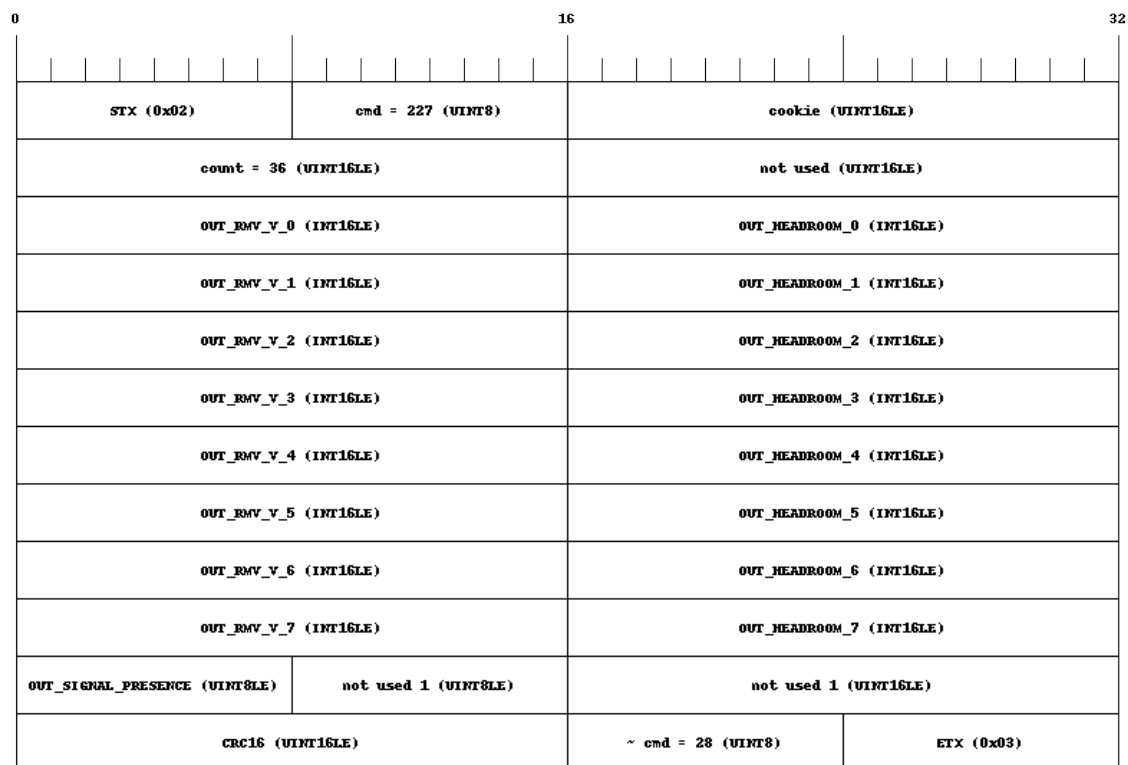 0 16 32
STX (0x02) cmd = 227 (UINT8) cookie (UINT16LE)
count = 36 (UINT16LE) not used (UINT16LE)
OUT_RMV_V_0 (INT16LE) OUT_HEADROOM_0 (INT16LE)
OUT_RMV_V_1 (INT16LE) OUT_HEADROOM_1 (INT16LE)
OUT_RMV_V_2 (INT16LE) OUT_HEADROOM_2 (INT16LE)
OUT_RMV_V_3 (INT16LE) OUT_HEADROOM_3 (INT16LE)
OUT_RMV_V_4 (INT16LE) OUT_HEADROOM_4 (INT16LE)
OUT_RMV_V_5 (INT16LE) OUT_HEADROOM_5 (INT16LE)
OUT_RMV_V_6 (INT16LE) OUT_HEADROOM_6 (INT16LE)
OUT_RMV_V_7 (INT16LE) OUT_HEADROOM_7 (INT16LE)
OUT_SIGNAL_PRESENCE (UINT8LE) not used 1 (UINT8LE) not used 1 (UINT16LE)
CRC16 (UINT16LE) ~ cmd = 28 (UINT8) ETX (0x03)